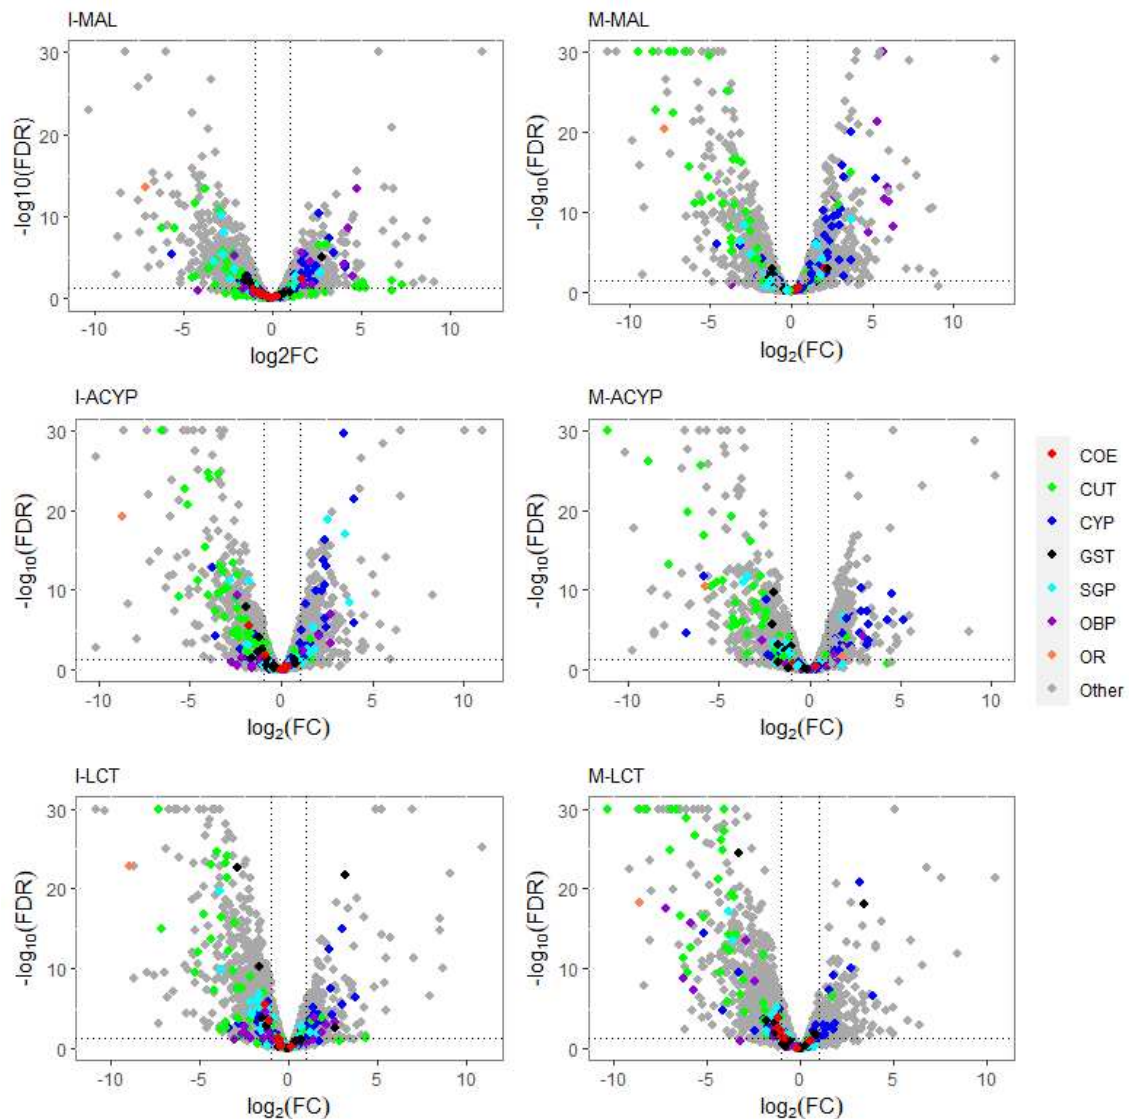 I-MAL
M-MAL
30
20
10
0
-log10(FDR)
-10
-5
0
5
10
log2FC
30
20
10
0
-log₁₀(FDR)
-10
-5
0
5
10
log₂(FC)
I-ACYP
M-ACYP
30
20
10
0
-log₁₀(FDR)
-10
-5
0
5
10
log₂(FC)
30
20
10
0
-log₁₀(FDR)
-10
-5
0
5
10
log₂(FC)
COE
CUT
CYP
GST
SGP
OBP
OR
Other
I-LCT
M-LCT
30
20
10
0
-log₁₀(FDR)
-10
-5
0
5
10
log₂(FC)
30
20
10
0
-log₁₀(FDR)
-10
-5
0
5
10
log₂(FC)